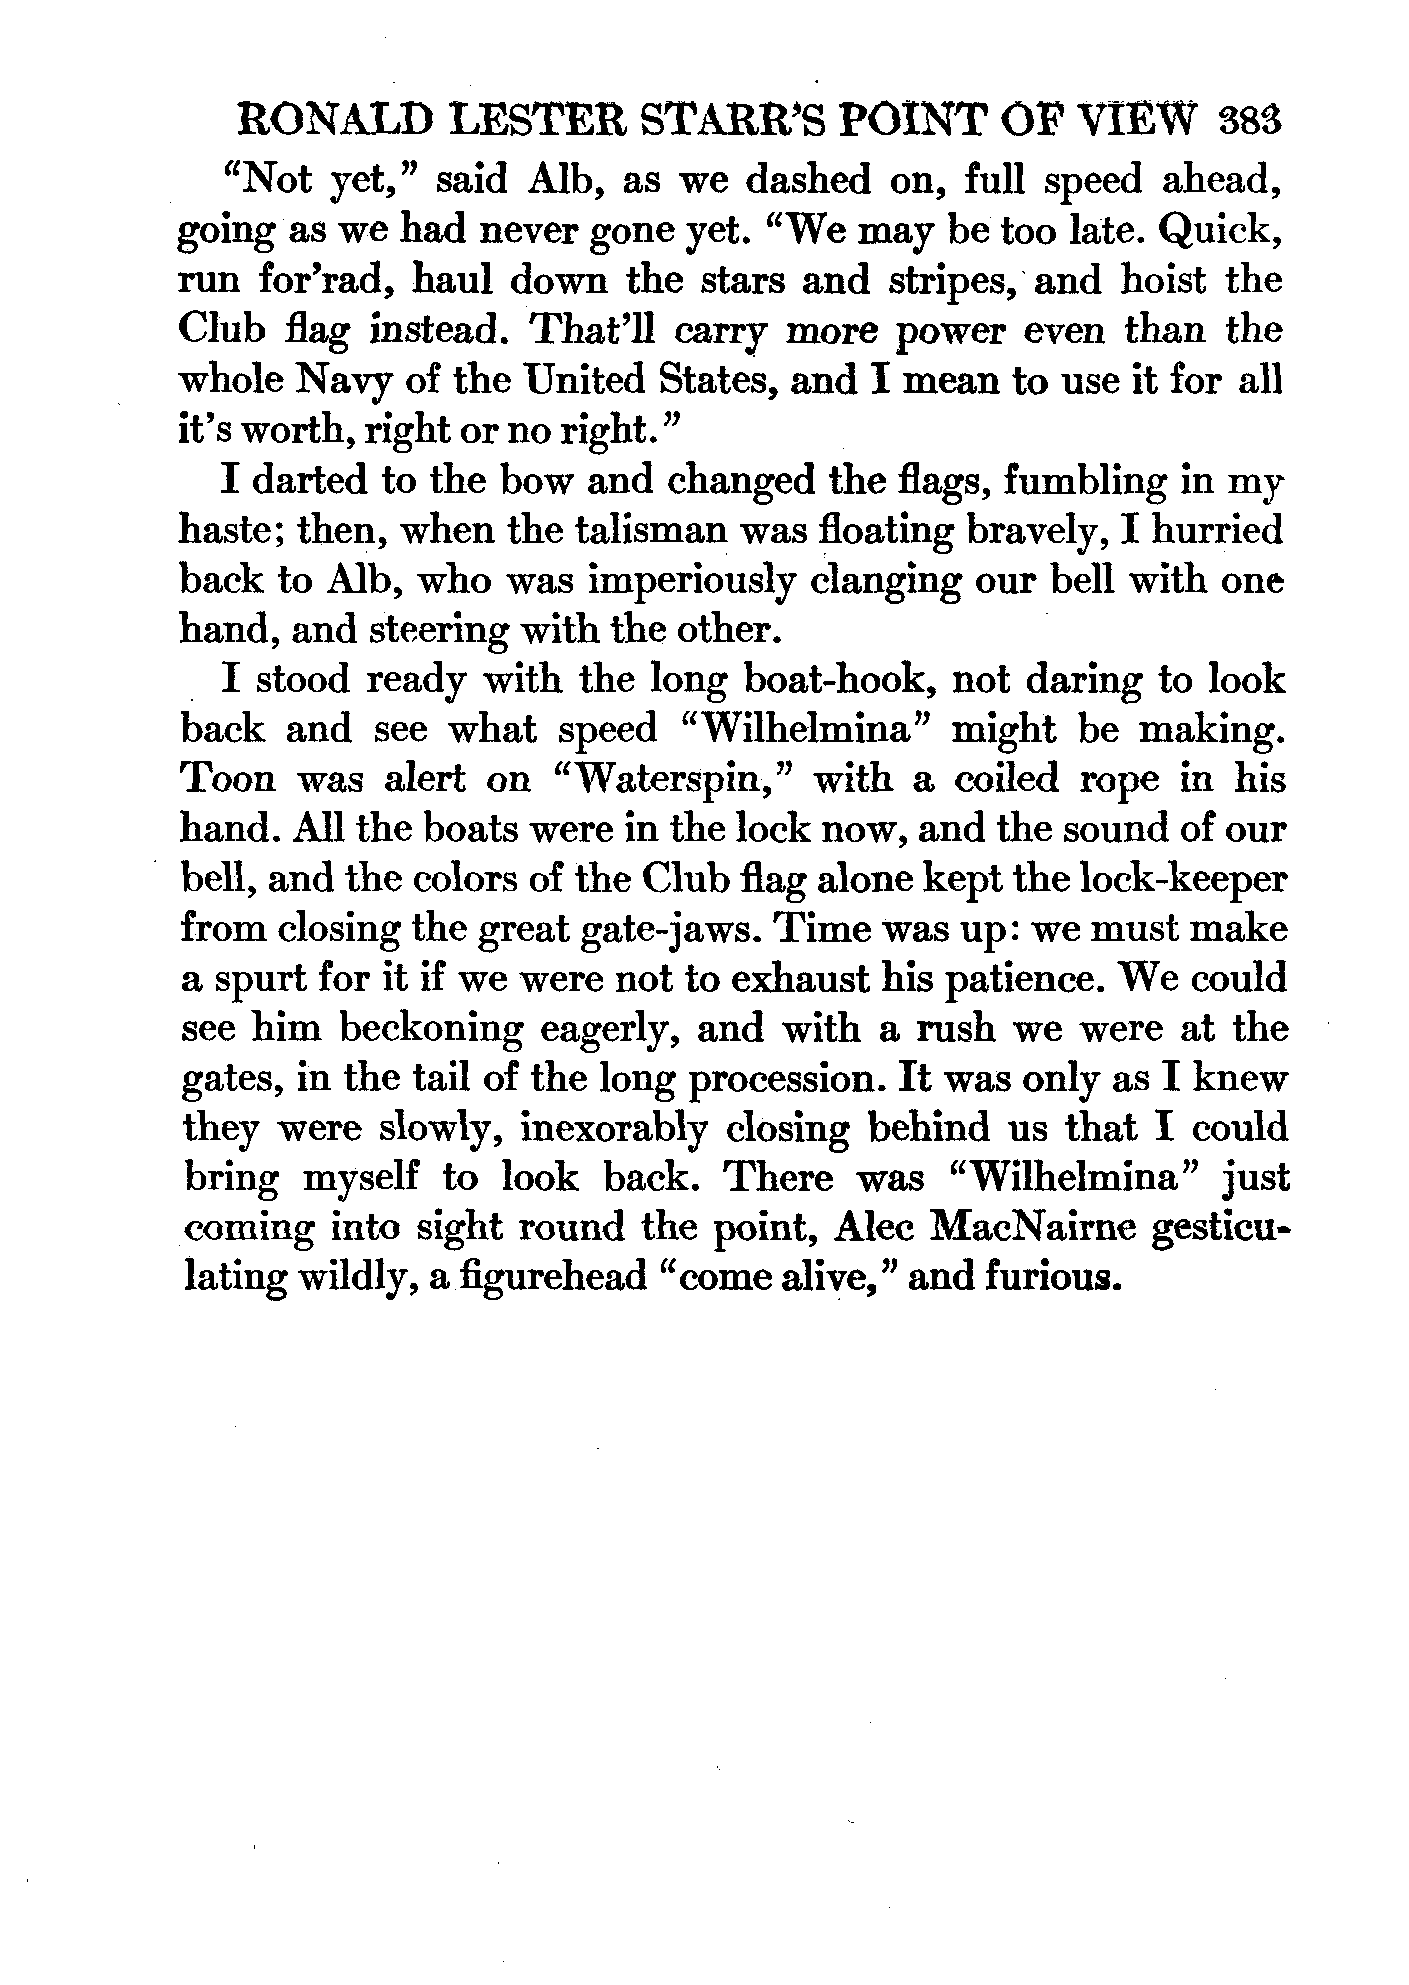 RONALD LESTER STARR'S POINT OF VIEW 383
“Not yet,” said Alb, as we dashed on, full speed ahead,
going as we had never gone yet. “We may be too late. Quick,
run for'rad, haul down the stars and stripes, and hoist the
Club flag instead. That'll carry more power even than the
whole Navy of the United States, and I mean to use it for all
it's worth, right or no right.”
I darted to the bow and changed the flags, fumbling in my
haste; then, when the talisman was floating bravely, I hurried
back to Alb, who was imperiously clanging our bell with one
hand, and steering with the other.
I stood ready with the long boat-hook, not daring to look
back and see what speed “Wilhelmina” might be making.
Toon was alert on “Waterspin,” with a coiled rope in his
hand. All the boats were in the lock now, and the sound of our
bell, and the colors of the Club flag alone kept the lock-keeper
from closing the great gate-jaws. Time was up: we must make
a spurt for it if we were not to exhaust his patience. We could
see him beckoning eagerly, and with a rush we were at the
gates, in the tail of the long procession. It was only as I knew
they were slowly, inexorably closing behind us that I could
bring myself to look back. There was “Wilhelmina” just
coming into sight round the point, Alec MacNairne gesticu-
lating wildly, a figurehead “come alive,” and furious.